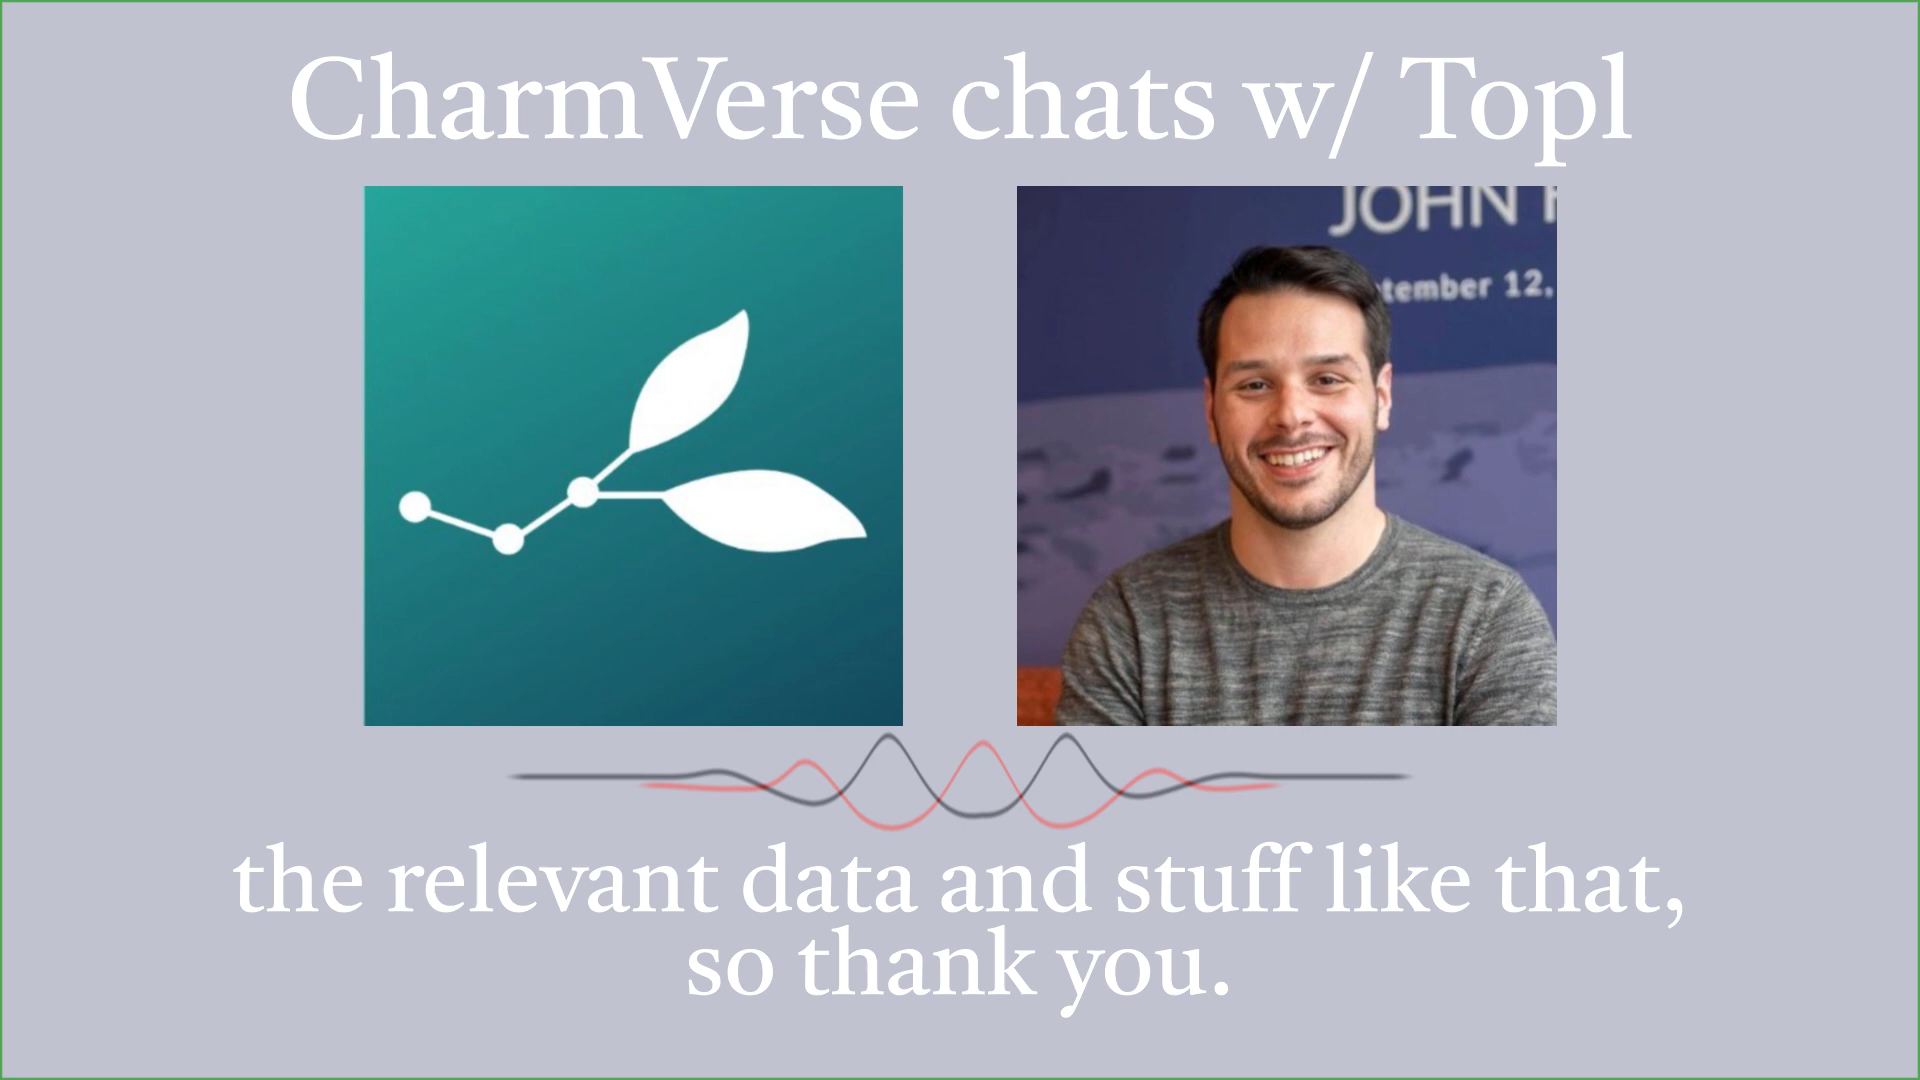 CharmVerse chats w/ Topl
JOHN
tember 12,
the relevant data and stuff like that,
so thank you.